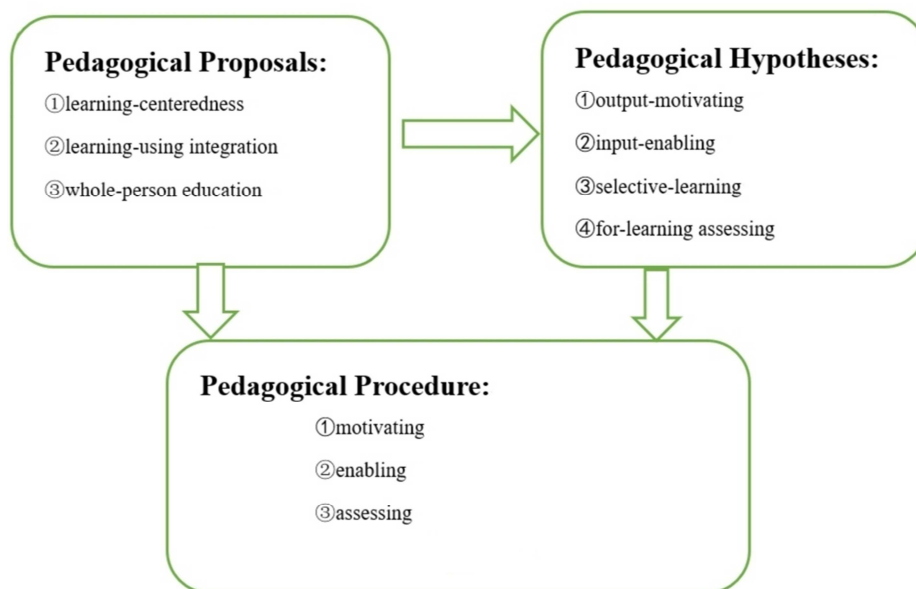 Pedagogical Proposals:
①learning-centeredness
②learning-using integration
③whole-person education
Pedagogical Hypotheses:
①output-motivating
②input-enabling
③selective-learning
④for-learning assessing
Pedagogical Procedure:
①motivating
②enabling
③assessing